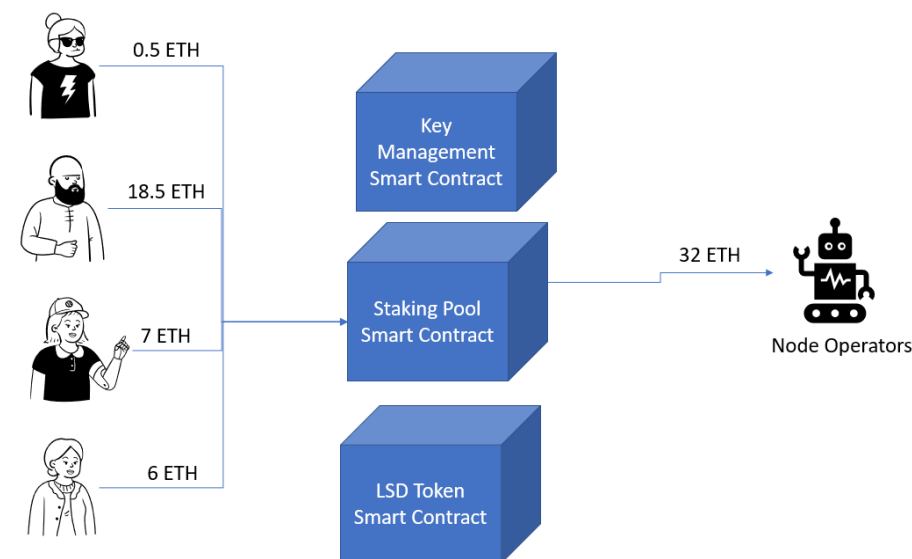 0.5 ETH
18.5 ETH
7 ETH
6 ETH
Key
Management
Smart Contract
Staking Pool
Smart Contract
LSD Token
Smart Contract
32 ETH
Node Operators